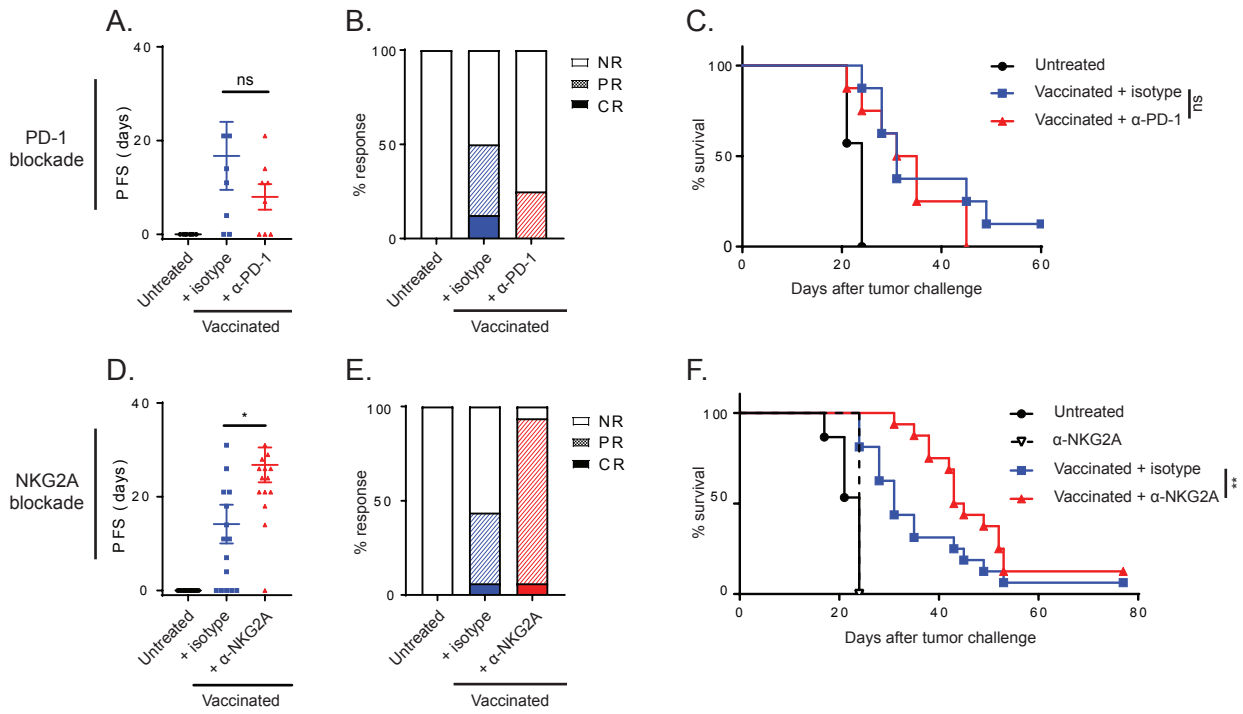 A.
B.
C.
PD-1
blockade
PFS (days)
40
20
0
ns
Untreated
+ isotype
+ α-PD-1
Vaccinated
% response
100
50
0
NR
PR
CR
Untreated
+ isotype
+ α-PD-1
Vaccinated
% survival
100
50
0
0
20
40
60
Days after tumor challenge
Untreated
Vaccinated + isotype
Vaccinated + α-PD-1
ns
D.
E.
F.
NKG2A
blockade
PFS (days)
40
20
0
*
Untreated
+ isotype
+ α-NKG2A
Vaccinated
% response
100
50
0
NR
PR
CR
Untreated
+ isotype
+ α-NKG2A
Vaccinated
% survival
100
50
0
0
20
40
60
80
Days after tumor challenge
Untreated
α-NKG2A
Vaccinated + isotype
Vaccinated + α-NKG2A
**